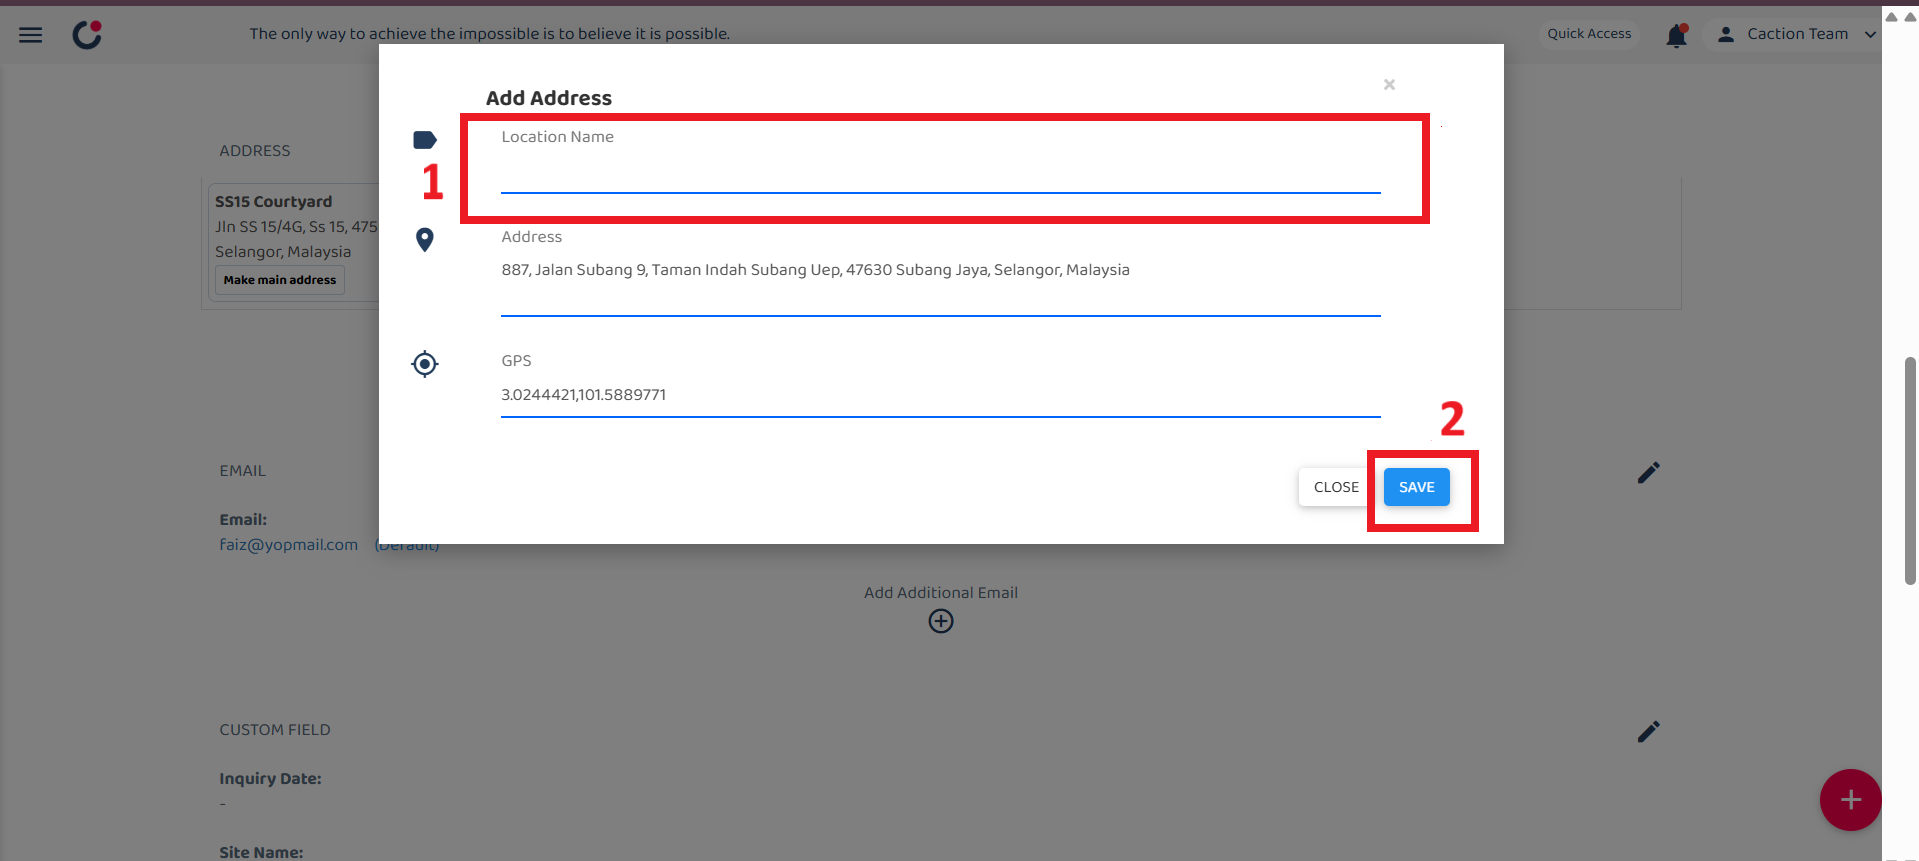 The only way to achieve the impossible is to believe it is possible.
Quick Access
Caction Team
Add Address
×
Location Name
1
Address
887, Jalan Subang 9, Taman Indah Subang Uep, 47630 Subang Jaya, Selangor, Malaysia
GPS
3.0244421,101.5889771
2
CLOSE
SAVE
ADDRESS
SS15 Courtyard
Jln SS 15/4G, Ss 15, 475
Selangor, Malaysia
Make main address
EMAIL
Email:
faiz@yopmail.com (Default)
Add Additional Email
CUSTOM FIELD
Inquiry Date:
-
Site Name: